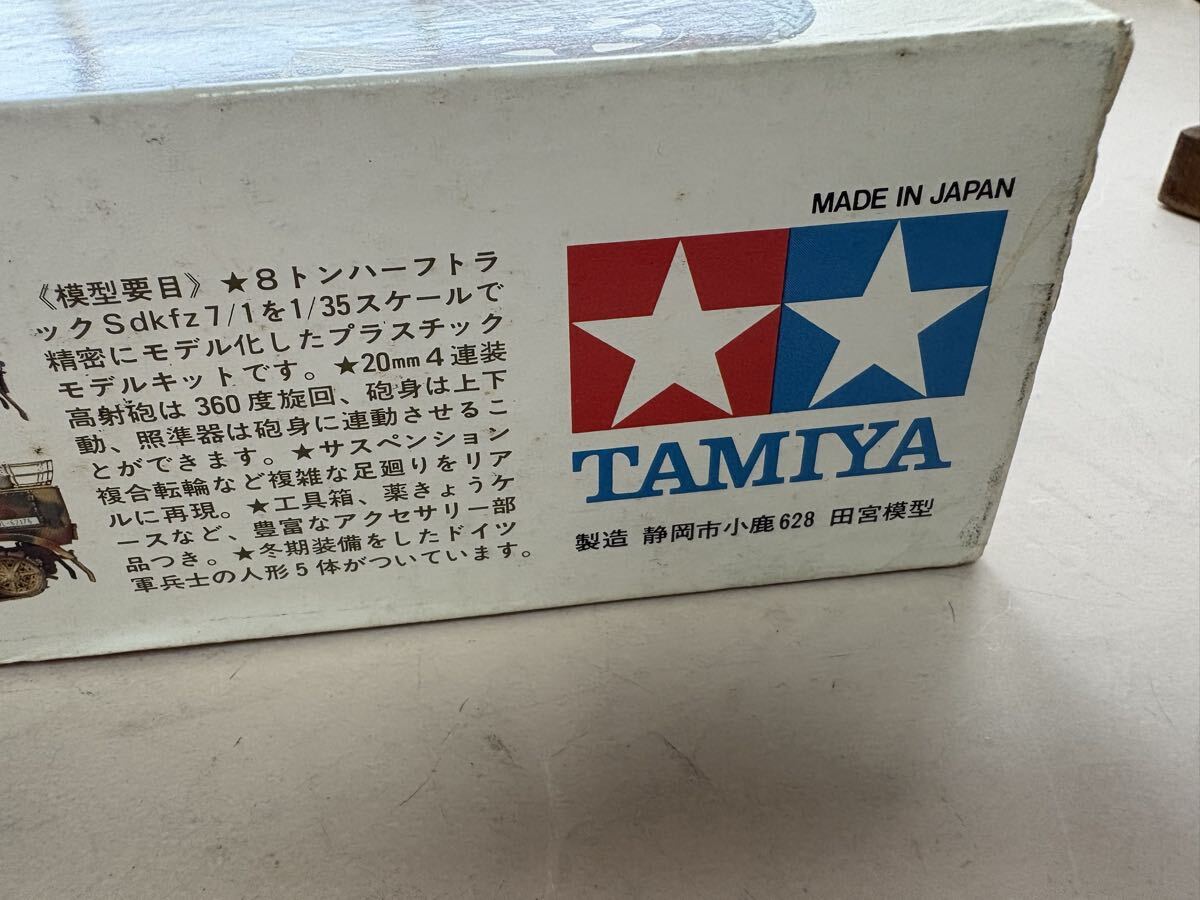 《模型要目》★8トンハーフトラ
ックSdkfz7/1を1/35スケールで
精密にモデル化したプラスチック
モデルキットです。★20mm4連装
高射砲は360度旋回、砲身は上下
動、照準器は砲身に連動させるこ
とができます。★サスペンション
複合転輪など複雑な足廻りをリア
ルに再現。★工具箱、薬きょうケ
ースなど、豊富なアクセサリー部
品つき。★冬期装備をしたドイツ
軍兵士の人形5体がついています。
MADE IN JAPAN
TAMIYA
製造 静岡市小鹿628 田宮模型